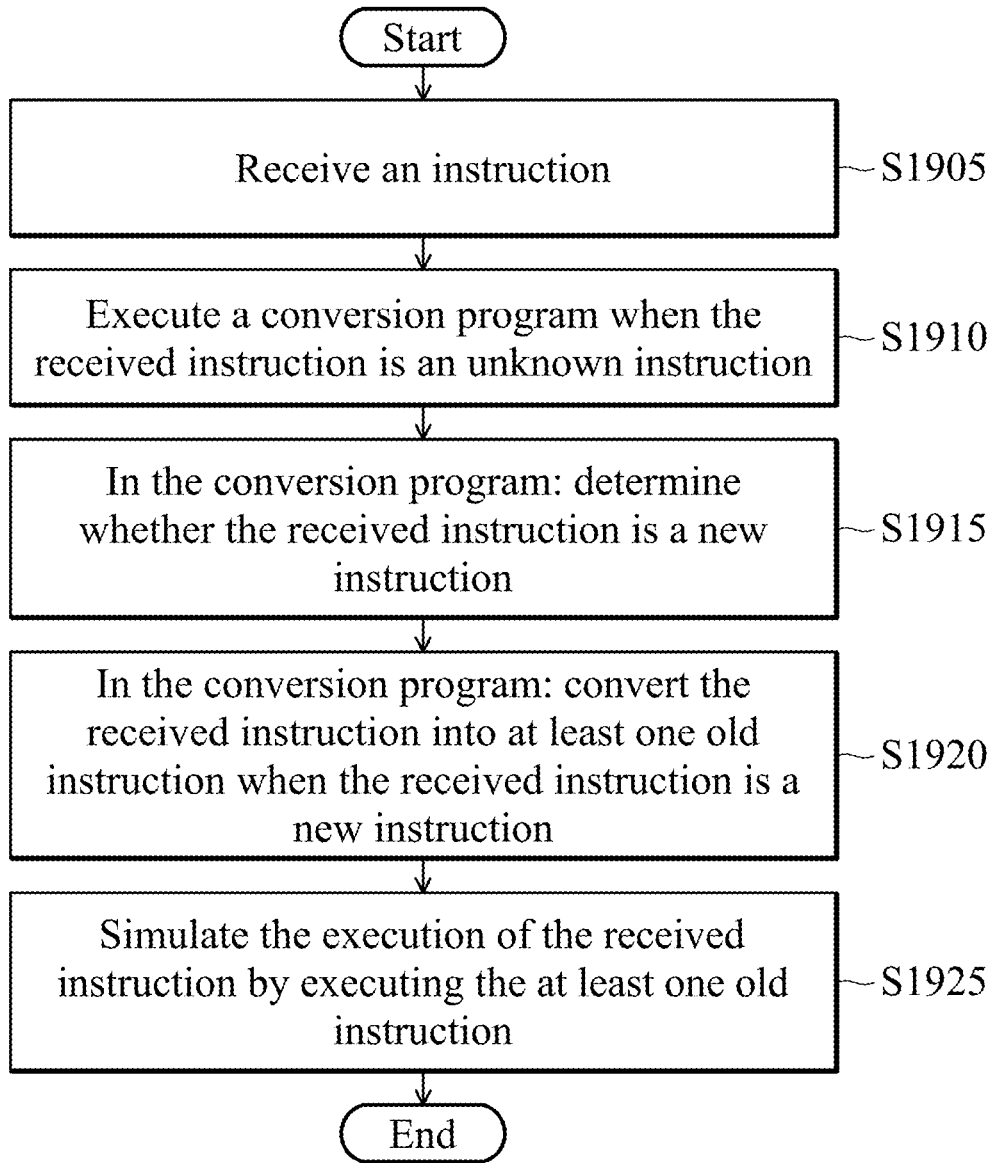 Start
Receive an instruction
S1905
Execute a conversion program when the
received instruction is an unknown instruction
S1910
In the conversion program: determine
whether the received instruction is a new
instruction
S1915
In the conversion program: convert the
received instruction into at least one old
instruction when the received instruction is a
new instruction
S1920
Simulate the execution of the received
instruction by executing the at least one old
instruction
S1925
End